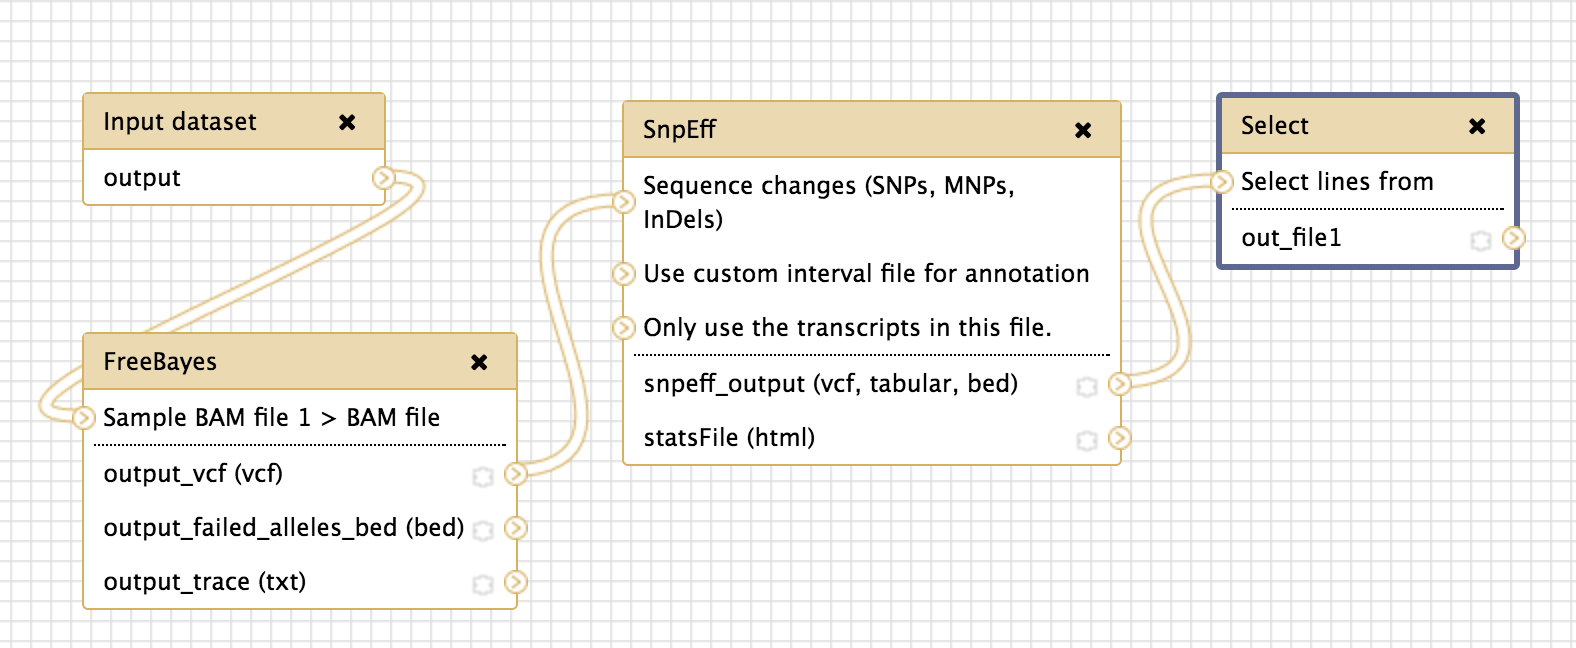 Input dataset
output
FreeBayes
Sample BAM file 1 > BAM file
output_vcf (vcf)
output_failed_alleles_bed (bed)
output_trace (txt)
SnpEff
Sequence changes (SNPs, MNPs,
InDels)
Use custom interval file for annotation
Only use the transcripts in this file.
snpeff_output (vcf, tabular, bed)
statsFile (html)
Select
Select lines from
out_file1